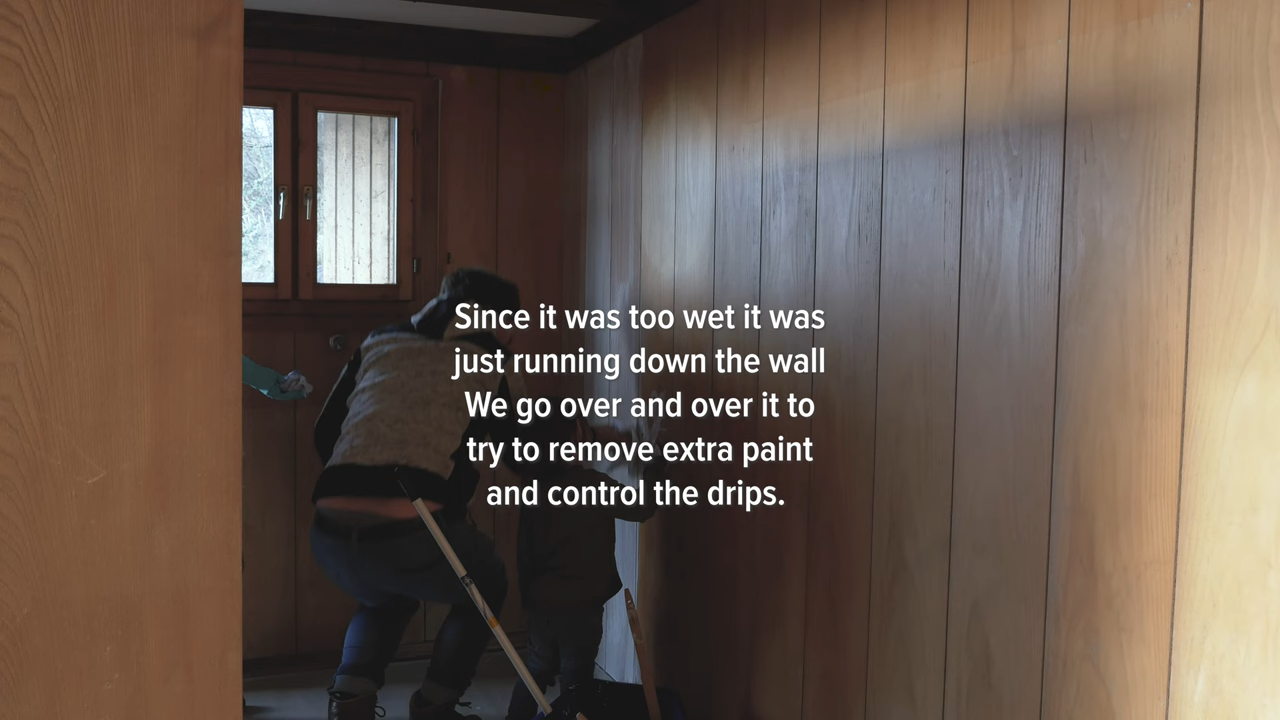 Since it was too wet it was
just running down the wall
We go over and over it to
try to remove extra paint
and control the drips.